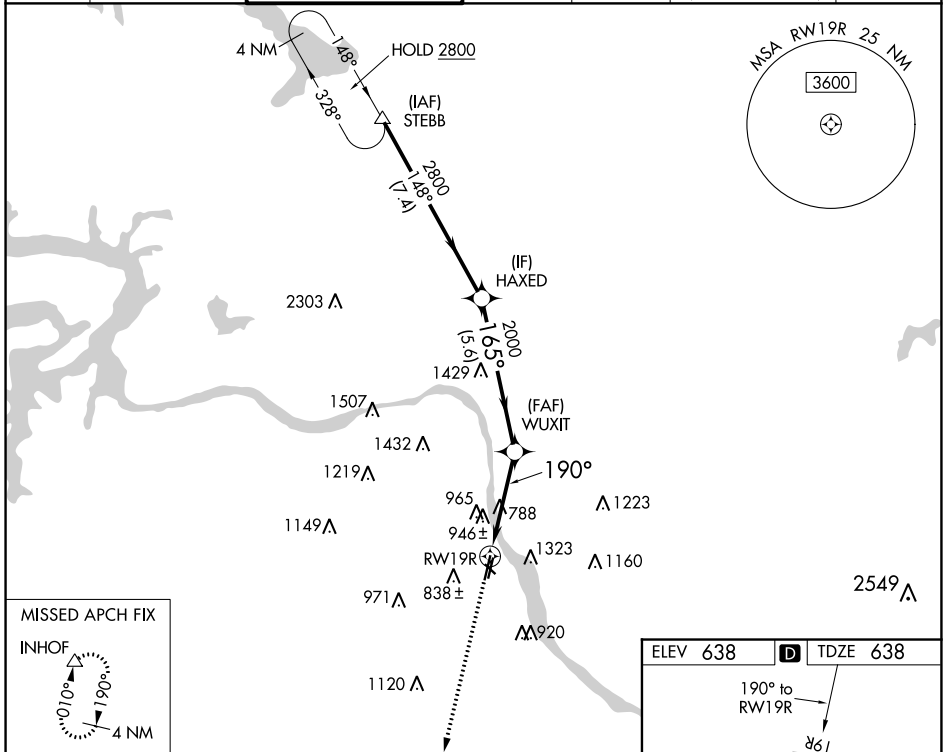 4 NM
148°
HOLD 2800
328°
(IAF)
STEBB
MSA RW19R 25 NM
3600
2800
148°
(7.4)
(IF)
HAXED
2303
2000
165°
(5.6)
1429
1507
(FAF)
WUXIT
1432
190°
1219
965
788
1223
946±
1149
RW19R
1323
1160
838±
971
2549
920
1120
MISSED APCH FIX
INHOF
010°
190°
4 NM
ELEV 638
D
TDZE 638
190° to
RW19R
19R